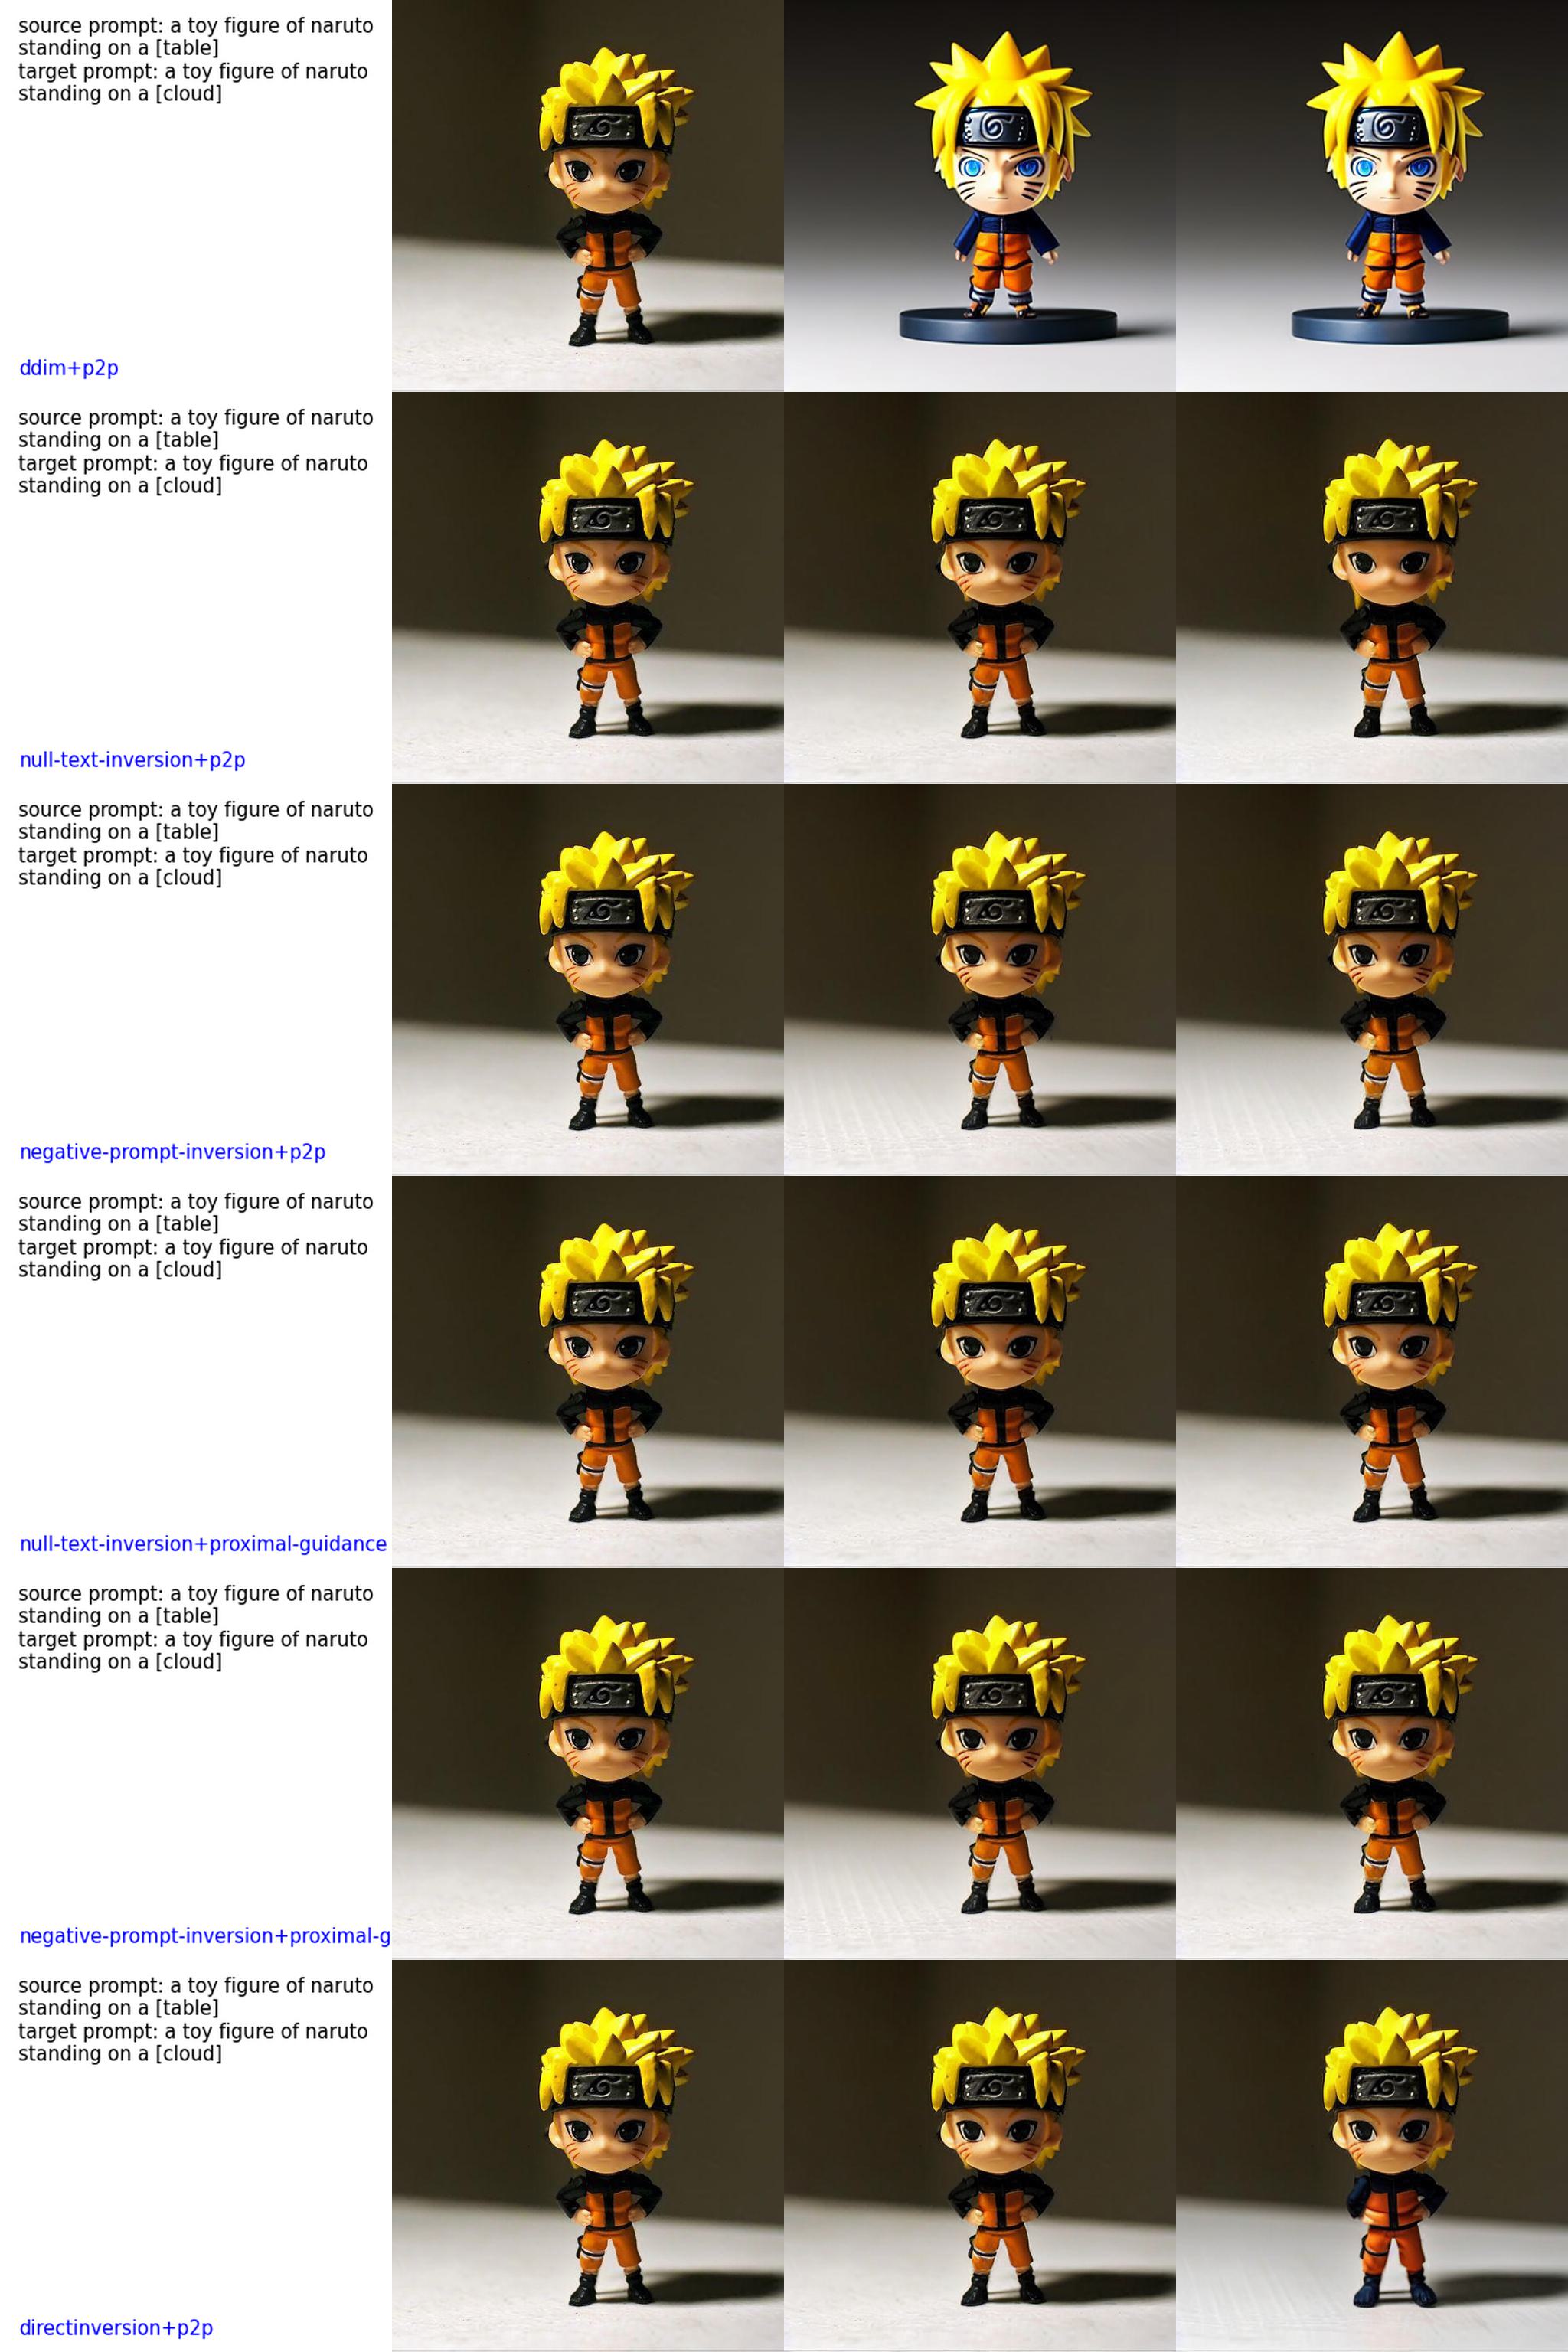 source prompt: a toy figure of naruto
standing on a [table]
target prompt: a toy figure of naruto
standing on a [cloud]
ddim+p2p
source prompt: a toy figure of naruto
standing on a [table]
target prompt: a toy figure of naruto
standing on a [cloud]
null-text-inversion+p2p
source prompt: a toy figure of naruto
standing on a [table]
target prompt: a toy figure of naruto
standing on a [cloud]
negative-prompt-inversion+p2p
source prompt: a toy figure of naruto
standing on a [table]
target prompt: a toy figure of naruto
standing on a [cloud]
null-text-inversion+proximal-guidance
source prompt: a toy figure of naruto
standing on a [table]
target prompt: a toy figure of naruto
standing on a [cloud]
negative-prompt-inversion+proximal-g
source prompt: a toy figure of naruto
standing on a [table]
target prompt: a toy figure of naruto
standing on a [cloud]
directinversion+p2p